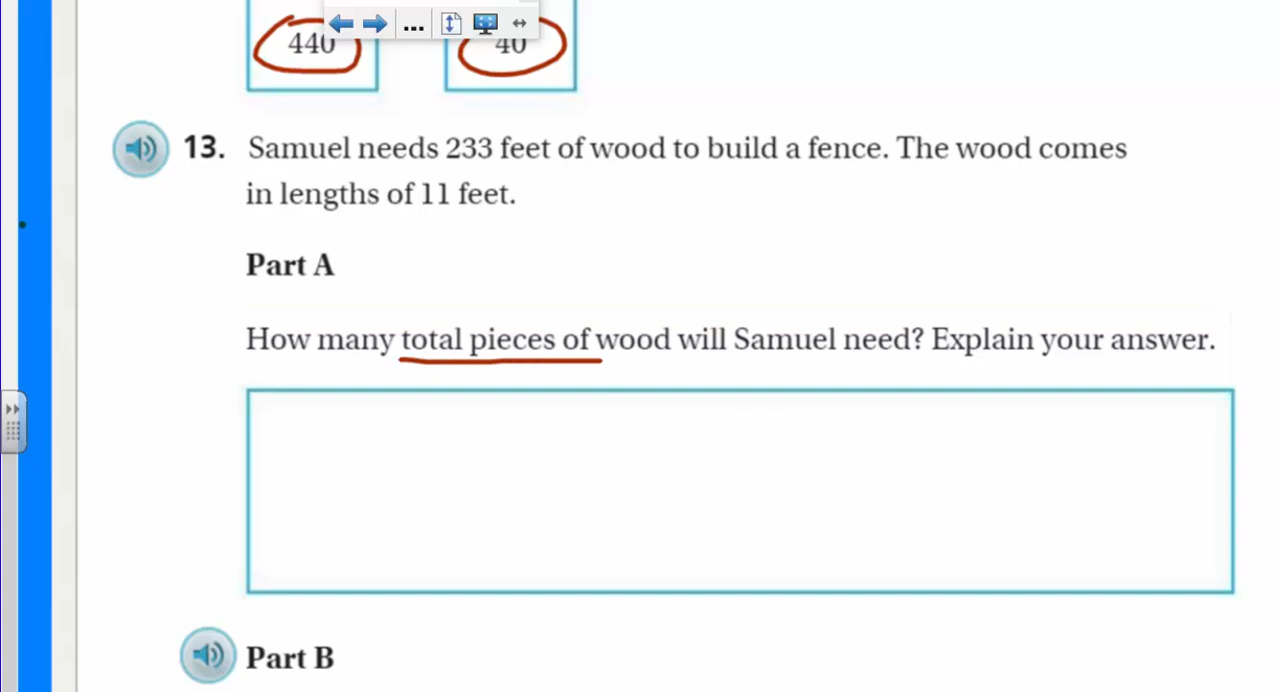 440 40
13. Samuel needs 233 feet of wood to build a fence. The wood comes
in lengths of 11 feet.
Part A
How many total pieces of wood will Samuel need? Explain your answer.
Part B